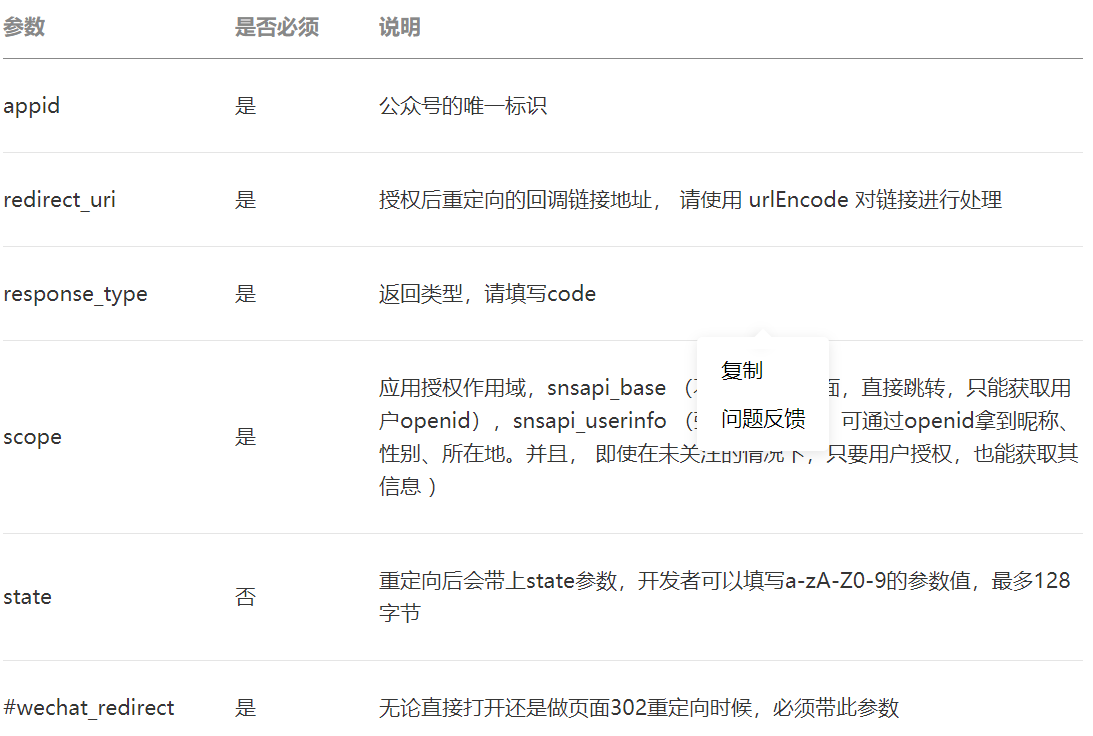 参数 是否必须 说明
appid 是 公众号的唯一标识
redirect_uri 是 授权后重定向的回调链接地址， 请使用 urlEncode 对链接进行处理
response_type 是 返回类型，请填写code
复制
问题反馈
scope 是 应用授权作用域，snsapi_base （ 面，直接跳转，只能获取用
户openid），snsapi_userinfo （ 可通过openid拿到昵称、
性别、所在地。并且， 即使在未关注的情况下，只要用户授权，也能获取其
信息 ）
state 否 重定向后会带上state参数，开发者可以填写a-zA-Z0-9的参数值，最多128
字节
#wechat_redirect 是 无论直接打开还是做页面302重定向时候，必须带此参数